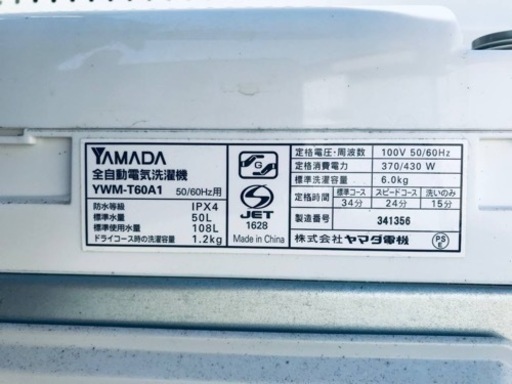 YAMADA
全自動電気洗濯機
YWM-T60A1 50/60Hz用
防水等級 IPX4
標準水量 50L
標準使用水量 108L
ドライコース時の洗濯容量 1.2kg
G
S
JET
1628
Made in China
定格電圧・周波数 100V 50/60Hz
定格消費電力 370/430 W
標準洗濯容量 6.0kg
定格時間 標準コース スピードコース 洗いのみ
34分 24分 15分
製造番号 341356
株式会社 ヤマダ電機
PS
E